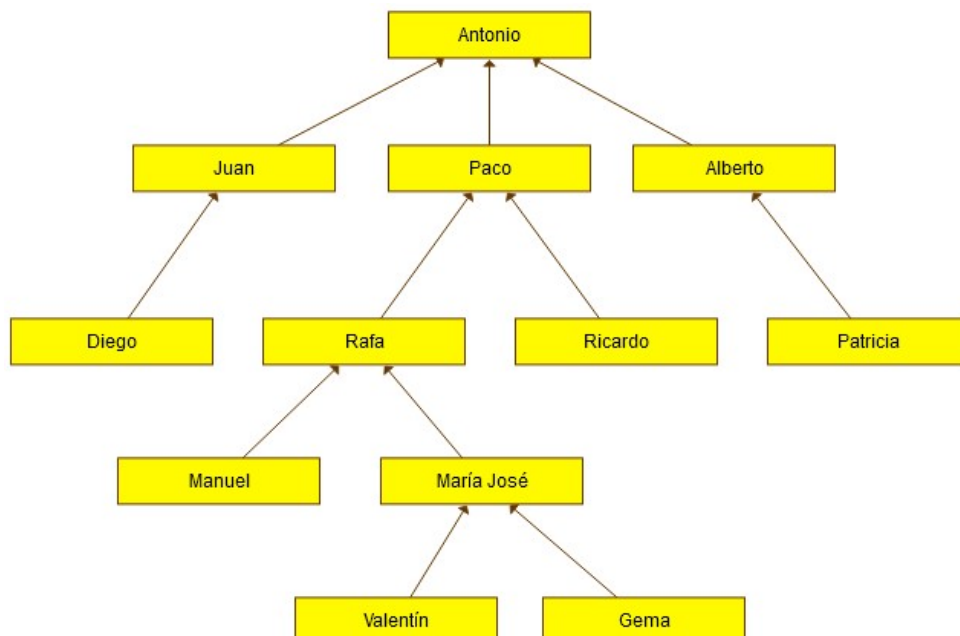 Antonio
Juan
Paco
Alberto
Diego
Rafa
Ricardo
Patricia
Manuel
María José
Valentín
Gema